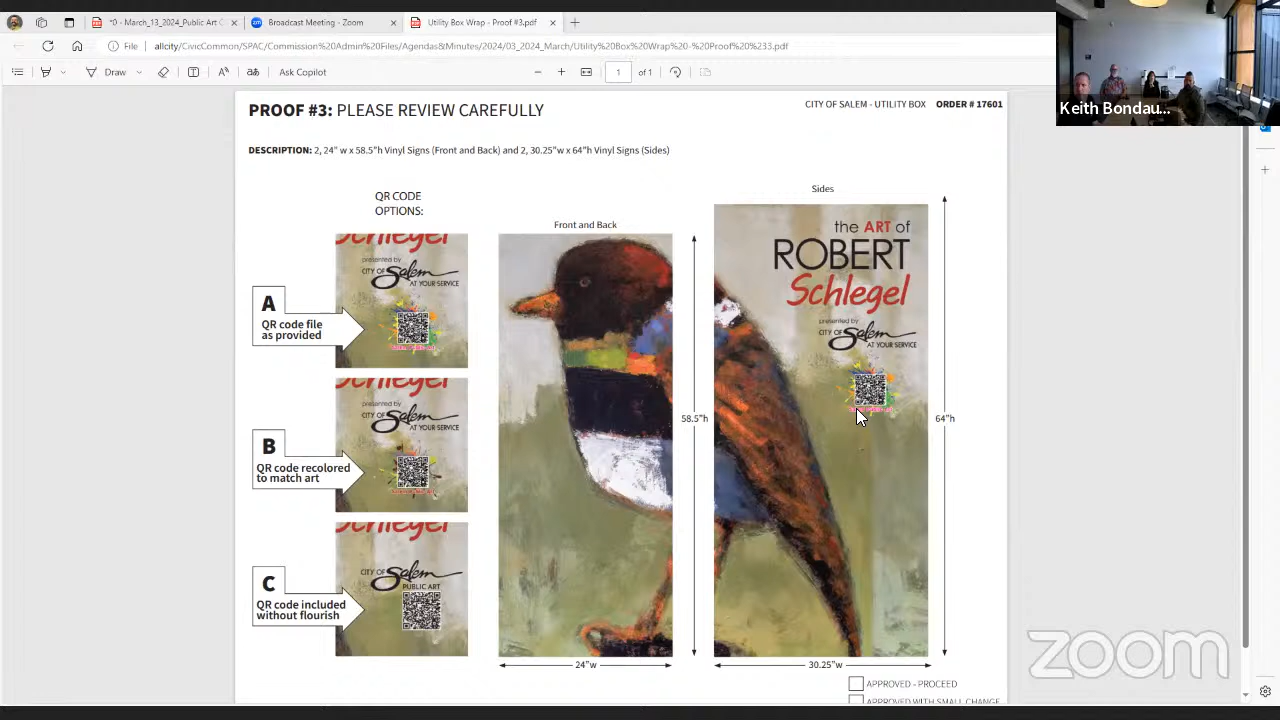 *0 - March_13_2024_Public Art C
Broadcast Meeting - Zoom
Utility Box Wrap - Proof #3.pdf
File
allcity/CivicCommon/SPAC/Commission%20Admin%20Files/Agendas&Minutes/2024/03_2024_March/Utility%20Box%20Wrap%20-%20Proof%20%233.pdf
Draw
Ask Copilot
1
of 1
Keith Bondau...
PROOF #3: PLEASE REVIEW CAREFULLY
CITY OF SALEM - UTILITY BOX ORDER # 17601
DESCRIPTION: 2, 24" w x 58.5"h Vinyl Signs (Front and Back) and 2, 30.25"w x 64"h Vinyl Signs (Sides)
QR CODE
OPTIONS:
Front and Back
Sides
Schlegel
presented by
CITY OF Salem
AT YOUR SERVICE
A
QR code file
as provided
Schlegel
presented by
CITY OF Salem
AT YOUR SERVICE
B
QR code recolored
to match art
Schlegel
CITY OF Salem
PUBLIC ART
C
QR code included
without flourish
the ART of
ROBERT
Schlegel
presented by
CITY OF Salem
AT YOUR SERVICE
58.5"h
64"h
24"w
30.25"w
APPROVED - PROCEED
APPROVED WITH SMALL CHANGE
zoom